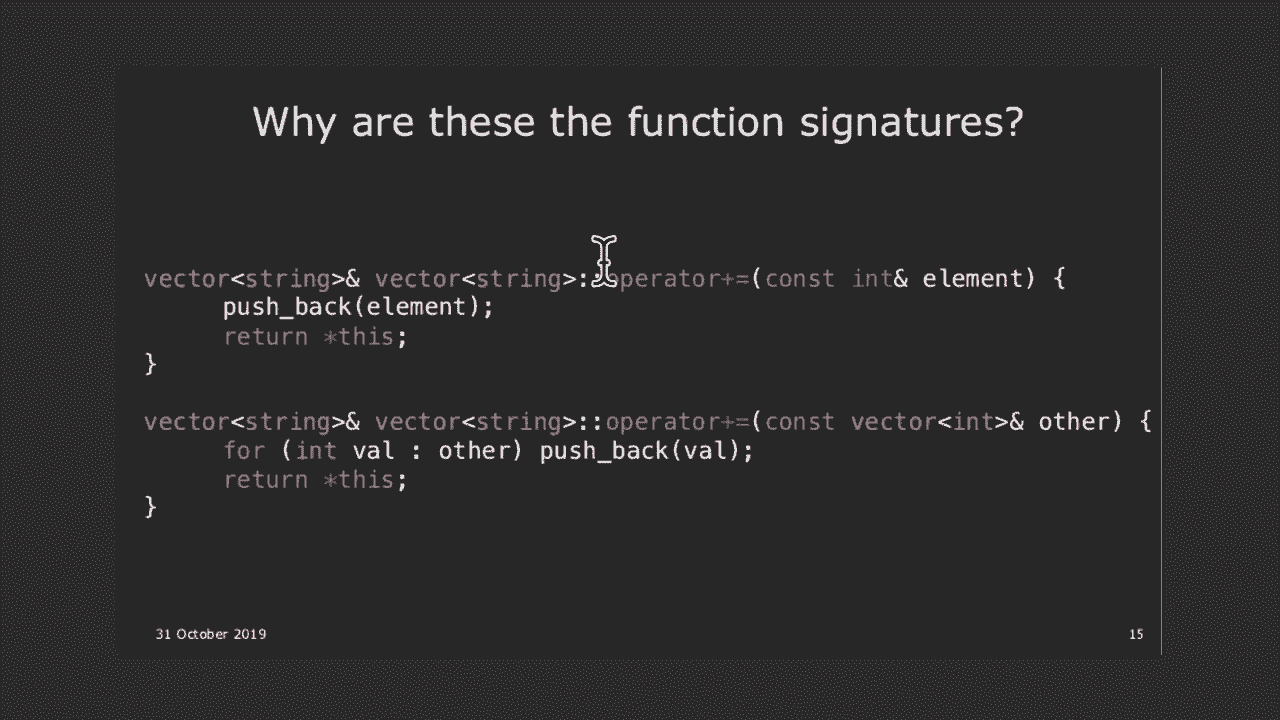 Why are these the function signatures?
vector<string>& vector<string>::operator+=(const int& element) {
push_back(element);
return *this;
}
vector<string>& vector<string>::operator+=(const vector<int>& other) {
for (int val : other) push_back(val);
return *this;
}
31 October 2019
15